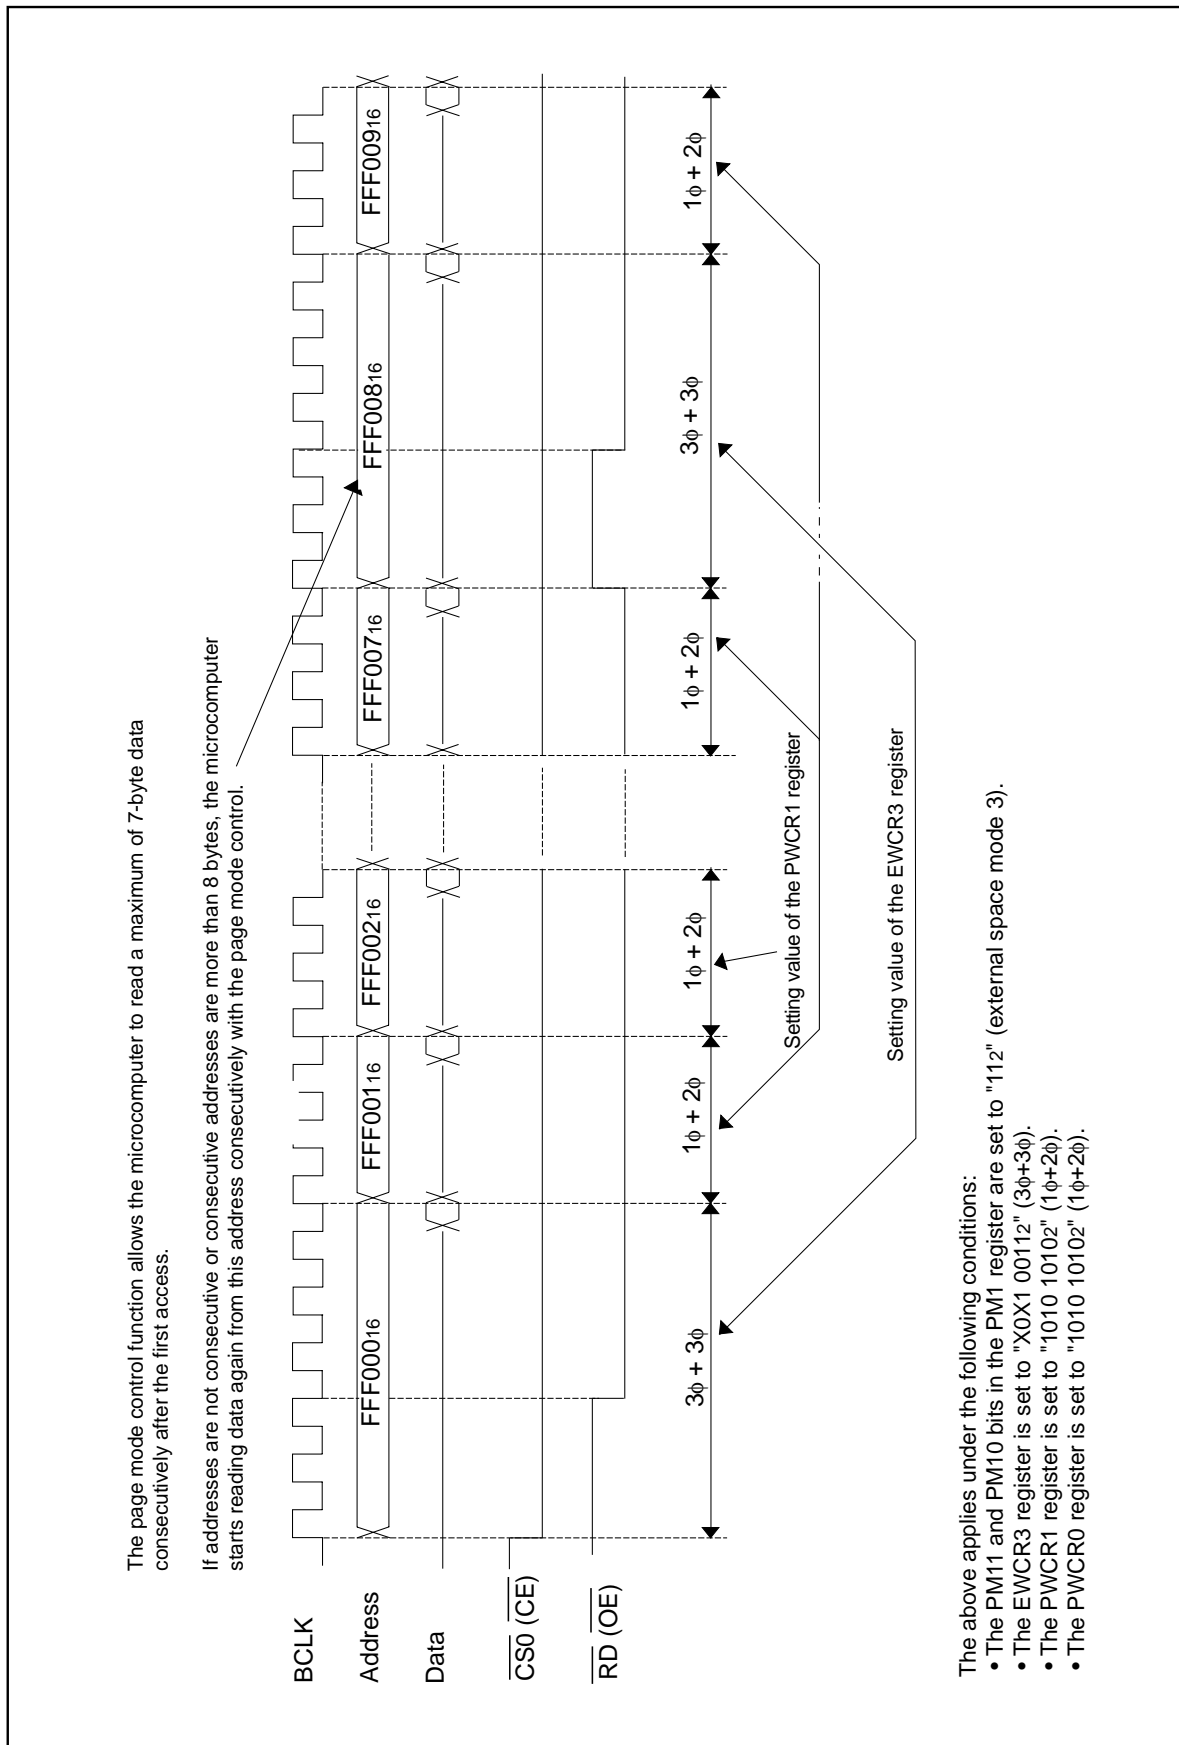 The page mode control function allows the microcomputer to read a maximum of 7-byte data
consecutively after the first access.
If addresses are not consecutive or consecutive addresses are more than 8 bytes, the microcomputer
starts reading data again from this address consecutively with the page mode control.
BCLK
Address
FFF00016
FFF00116
FFF00216
FFF00716
FFF00816
FFF00916
Data
CS0 (CE)
RD (OE)
3ϕ + 3ϕ
1ϕ + 2ϕ
1ϕ + 2ϕ
1ϕ + 2ϕ
3ϕ + 3ϕ
1ϕ + 2ϕ
Setting value of the PWCR1 register
Setting value of the EWCR3 register
The above applies under the following conditions:
• The PM11 and PM10 bits in the PM1 register are set to "112" (external space mode 3).
• The EWCR3 register is set to "X0X1 00112" (3ϕ+3ϕ).
• The PWCR1 register is set to "1010 10102" (1ϕ+2ϕ).
• The PWCR0 register is set to "1010 10102" (1ϕ+2ϕ).